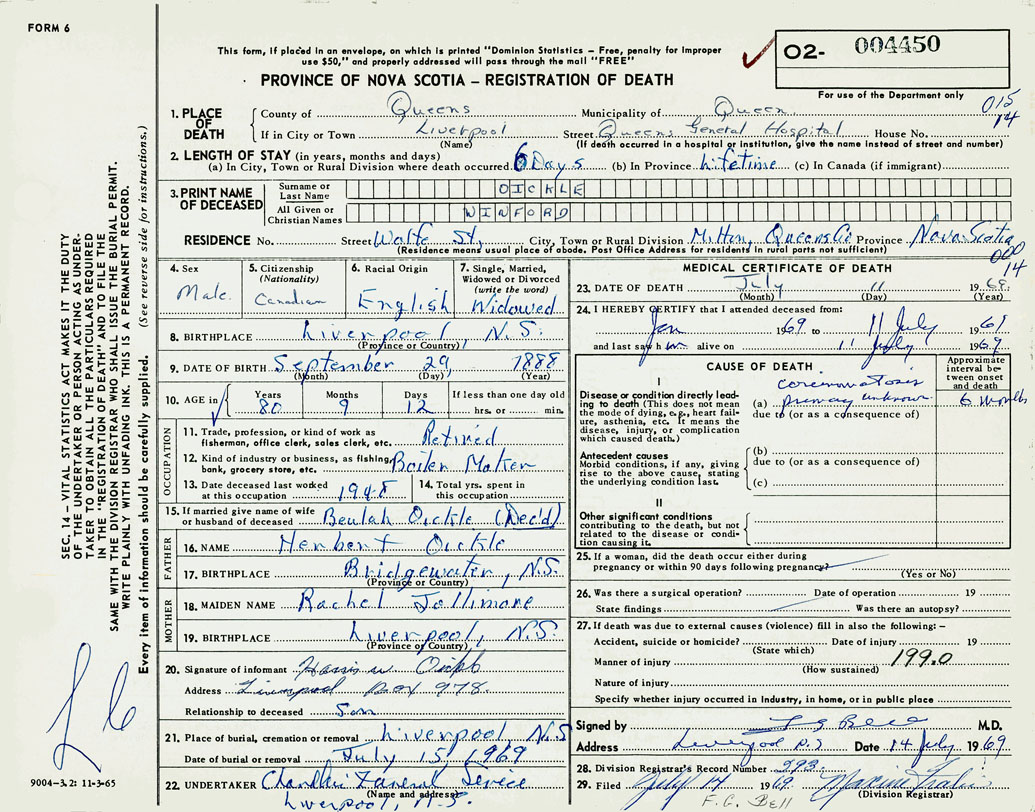 FORM 6
This form, if placed in an envelope, on which is printed "Dominion Statistics – Free, penalty for improper
use $50," and properly addressed will pass through the mail "FREE"
O2- 004450
PROVINCE OF NOVA SCOTIA – REGISTRATION OF DEATH
For use of the Department only
015
14
1. PLACE OF DEATH
County of Queens Municipality of Queen
If in City or Town Liverpool Street Queens General Hospital House No.
(Name) (If death occurred in a hospital or institution, give the name instead of street and number)
2. LENGTH OF STAY (in years, months and days)
(a) In City, Town or Rural Division where death occurred 6 Days (b) In Province Lifetime (c) In Canada (if immigrant)
3. PRINT NAME OF DECEASED
Surname or Last Name OICKLE
All Given or Christian Names WINFORD
RESIDENCE No. Street Wolfe St, City, Town or Rural Division Milton, Queens Co Province Nova Scotia
(Residence means usual place of abode. Post Office Address for residents in rural parts is not sufficient)
000
14
4. Sex Male.
5. Citizenship (Nationality) Canadian
6. Racial Origin English
7. Single, Married, Widowed or Divorced (write the word) Widowed
8. BIRTHPLACE Liverpool, N.S.
(Province or Country)
9. DATE OF BIRTH September 29, 1888
(Month) (Day) (Year)
10. AGE in Years 80 Months 9 Days 12 If less than one day old hrs. or min.
OCCUPATION
11. Trade, profession, or kind of work as
fisherman, office clerk, sales clerk, etc. Retired
12. Kind of industry or business, as fishing,
bank, grocery store, etc. Boiler Maker
13. Date deceased last worked
at this occupation 1948
14. Total yrs. spent in
this occupation
15. If married give name of wife
or husband of deceased Beulah Oickle (Dec'd)
FATHER
16. NAME Herbert Oickle
17. BIRTHPLACE Bridgewater, N.S.
(Province or Country)
MOTHER
18. MAIDEN NAME Rachel Jollimore
19. BIRTHPLACE Liverpool, N.S.
(Province or Country)
20. Signature of informant Harris W
Address Liverpool Box 978.
Relationship to deceased Son
21. Place of burial, cremation or removal Liverpool, N.S
Date of burial or removal July 15, 1969
22. UNDERTAKER Chandlers Funeral Service
(Name and address)
Liverpool, N.S.
MEDICAL CERTIFICATE OF DEATH
23. DATE OF DEATH July 11 1969.
(Month) (Day) (Year)
24. I HEREBY CERTIFY that I attended deceased from:
Jan 1969 to 11 July 1969
and last saw h im alive on 11 July 1969
CAUSE OF DEATH
Approximate interval between onset and death
I
Disease or condition directly leading
to death (This does not mean
the mode of dying, e.g., heart failure,
asthenia, etc. It means the
disease, injury, or complication
which caused death.)
carcinomatosis
(a) primary unknown 6 months
due to (or as a consequence of)
Antecedent causes
Morbid conditions, if any, giving
rise to the above cause, stating
the underlying condition last.
(b)
due to (or as a consequence of)
(c)
II
Other significant conditions
contributing to the death, but not
related to the disease or condition
causing it.
25. If a woman, did the death occur either during
pregnancy or within 90 days following pregnancy?
(Yes or No)
26. Was there a surgical operation? Date of operation 19
State findings Was there an autopsy?
27. If death was due to external causes (violence) fill in also the following: –
Accident, suicide or homicide? Date of injury 19
(State which)
Manner of injury 199.0
(How sustained)
Nature of injury
Specify whether injury occurred in Industry, in home, or in public place
Signed by F G Bell M.D.
Address Liverpool N.S Date 14 July 1969
28. Division Registrar's Record Number 293
29. Filed July 14 1969.
(Division Registrar)
F. G. Bell
SEC. 14 – VITAL STATISTICS ACT MAKES IT THE DUTY
OF THE UNDERTAKER OR PERSON ACTING AS UNDERTAKER
TO OBTAIN ALL THE PARTICULARS REQUIRED
IN THE "REGISTRATION OF DEATH" AND TO FILE THE
SAME WITH THE DIVISION REGISTRAR WHO SHALL ISSUE THE BURIAL PERMIT.
WRITE PLAINLY WITH UNFADING INK. THIS IS A PERMANENT RECORD.
Every item of information should be carefully supplied. (See reverse side for instructions.)
9004-3.2: 11-3-65